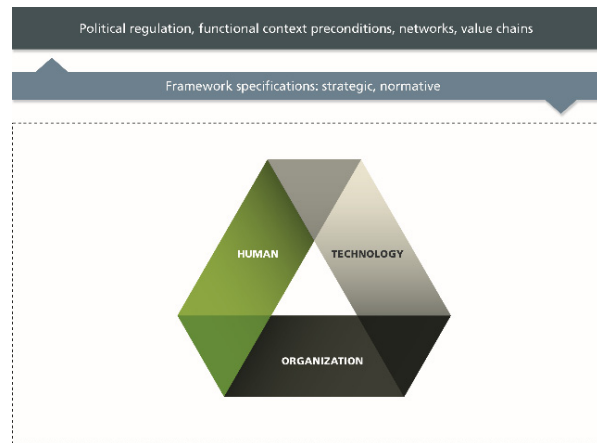 Political regulation, functional context preconditions, networks, value chains
Framework specifications: strategic, normative
HUMAN
TECHNOLOGY
ORGANIZATION